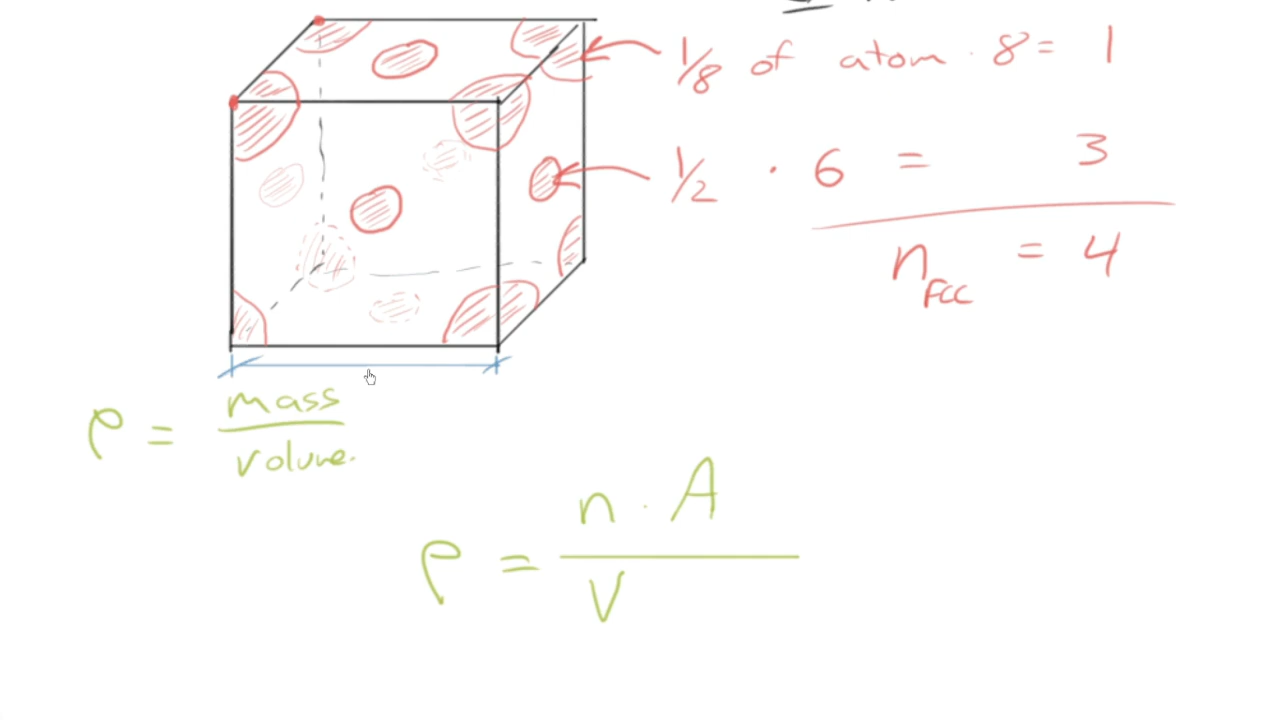 1/8 of atom · 8 = 1
1/2 · 6 = 3
n_FCC = 4
ρ = mass / volume.
ρ = n · A / V